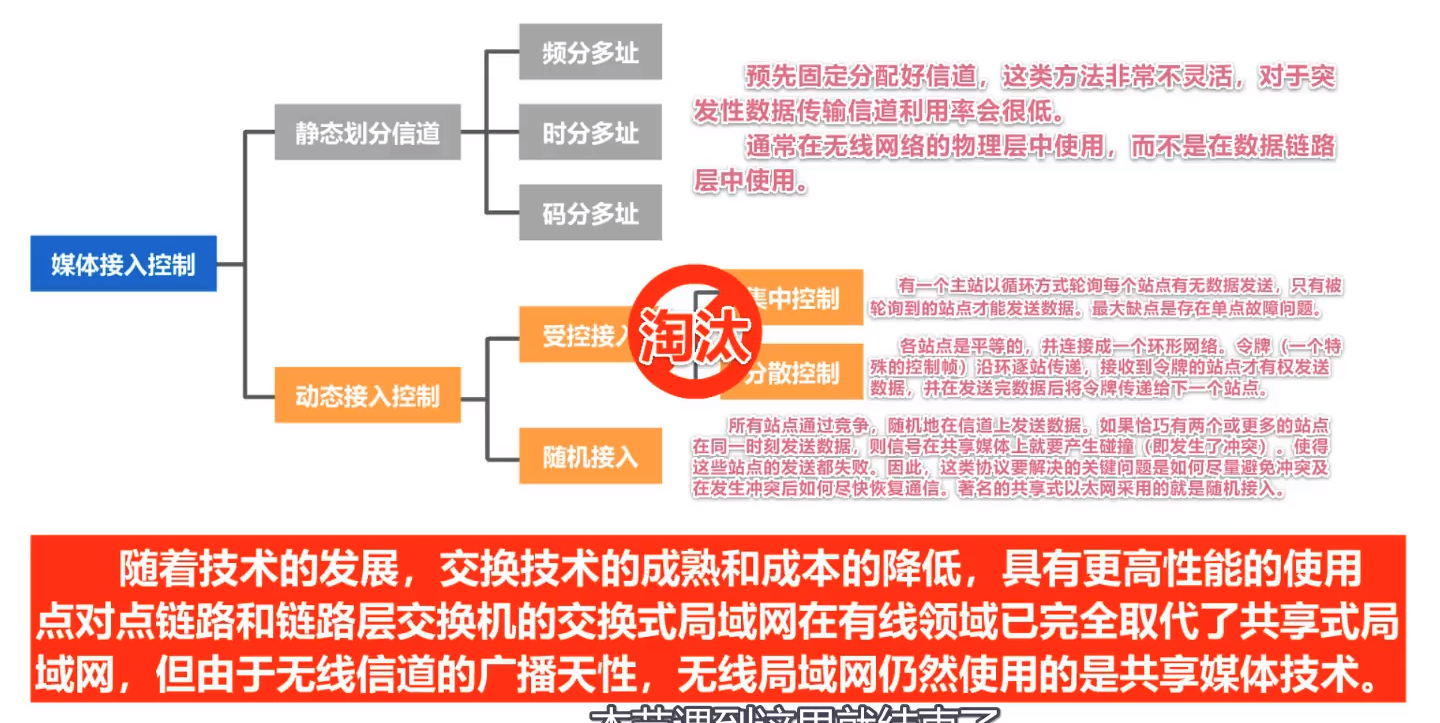 频分多址
预先固定分配好信道，这类方法非常不灵活，对于突
发性数据传输信道利用率会很低。
静态划分信道
时分多址
通常在无线网络的物理层中使用，而不是在数据链路
层中使用。
码分多址
媒体接入控制
集中控制
有一个主站以循环方式轮询每个站点有无数据发送，只有被
轮询到的站点才能发送数据。最大缺点是存在单点故障问题。
受控接入
淘汰
分散控制
各站点是平等的，并连接成一个环形网络。令牌（一个特
殊的控制帧）沿环逐站传递，接收到令牌的站点才有权发送
数据，并在发送完数据后将令牌传递给下一个站点。
动态接入控制
随机接入
所有站点通过竞争，随机地在信道上发送数据。如果恰巧有两个或更多的站点
在同一时刻发送数据，则信号在共享媒体上就要产生碰撞（即发生了冲突）。使得
这些站点的发送都失败。因此，这类协议要解决的关键问题是如何尽量避免冲突及
在发生冲突后如何尽快恢复通信。著名的共享式以太网采用的就是随机接入。
随着技术的发展，交换技术的成熟和成本的降低，具有更高性能的使用
点对点链路和链路层交换机的交换式局域网在有线领域已完全取代了共享式局
域网，但由于无线信道的广播天性，无线局域网仍然使用的是共享媒体技术。